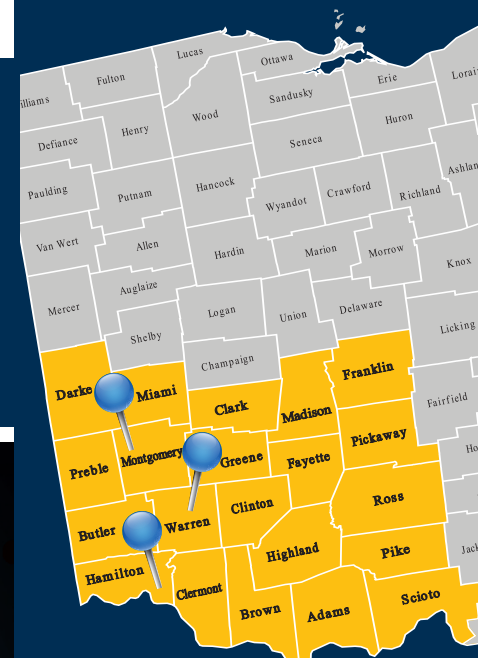 Lucas
Ottawa
Fulton
Erie
Sandusky
Wood
Henry
Huron
Defiance
Seneca
Hancock
Crawford
Richland
Paulding
Putnam
Wyandot
Van Wert
Allen
Hardin
Marion
Morrow
Knox
Auglaize
Mercer
Logan
Union
Delaware
Shelby
Licking
Champaign
Franklin
Darke
Miami
Clark
Madison
Fairfield
Pickaway
Montgomery
Greene
Fayette
Preble
Ross
Clinton
Butler
Warren
Highland
Pike
Hamilton
Clermont
Scioto
Brown
Adams